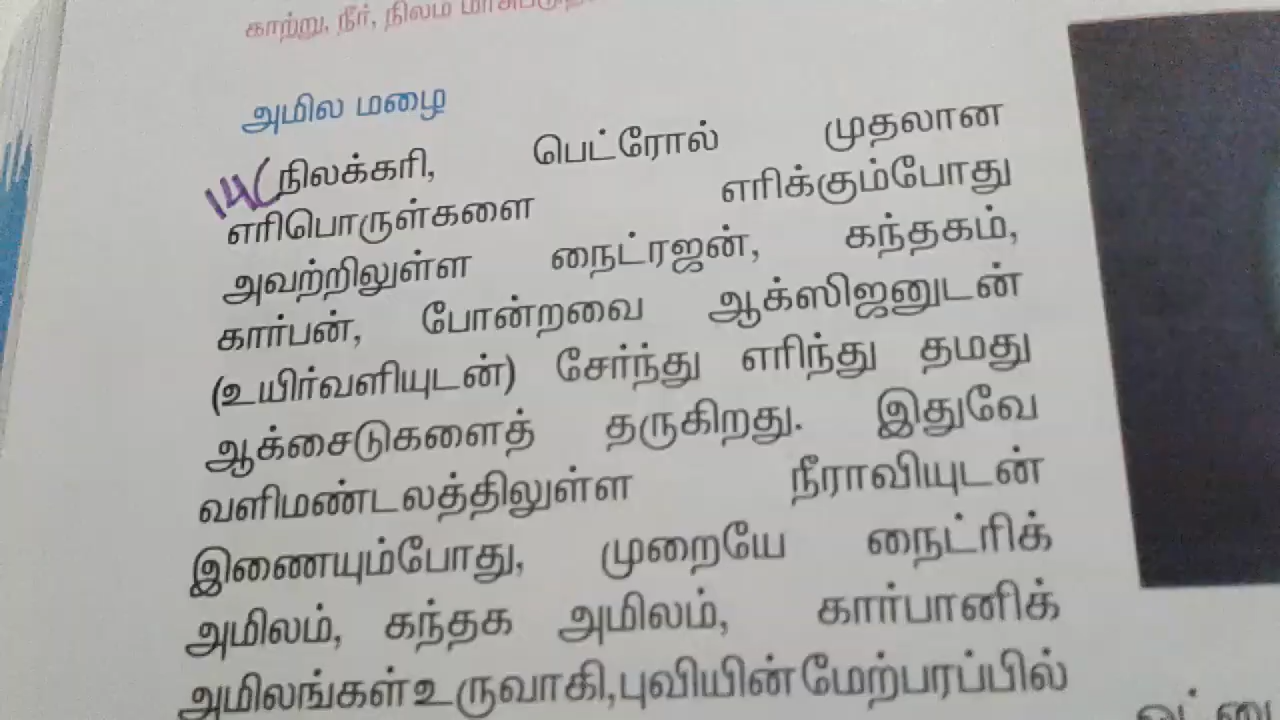 காற்று, நீர், நிலம்
அமில மழை
14(நிலக்கரி, பெட்ரோல் முதலான
எரிபொருள்களை எரிக்கும்போது
அவற்றிலுள்ள நைட்ரஜன், கந்தகம்,
கார்பன், போன்றவை ஆக்ஸிஜனுடன்
(உயிர்வளியுடன்) சேர்ந்து எரிந்து தமது
ஆக்சைடுகளைத் தருகிறது. இதுவே
வளிமண்டலத்திலுள்ள நீராவியுடன்
இணையும்போது, முறையே நைட்ரிக்
அமிலம், கந்தக அமிலம், கார்பானிக்
அமிலங்கள் உருவாகி, புவியின் மேற்பரப்பில்